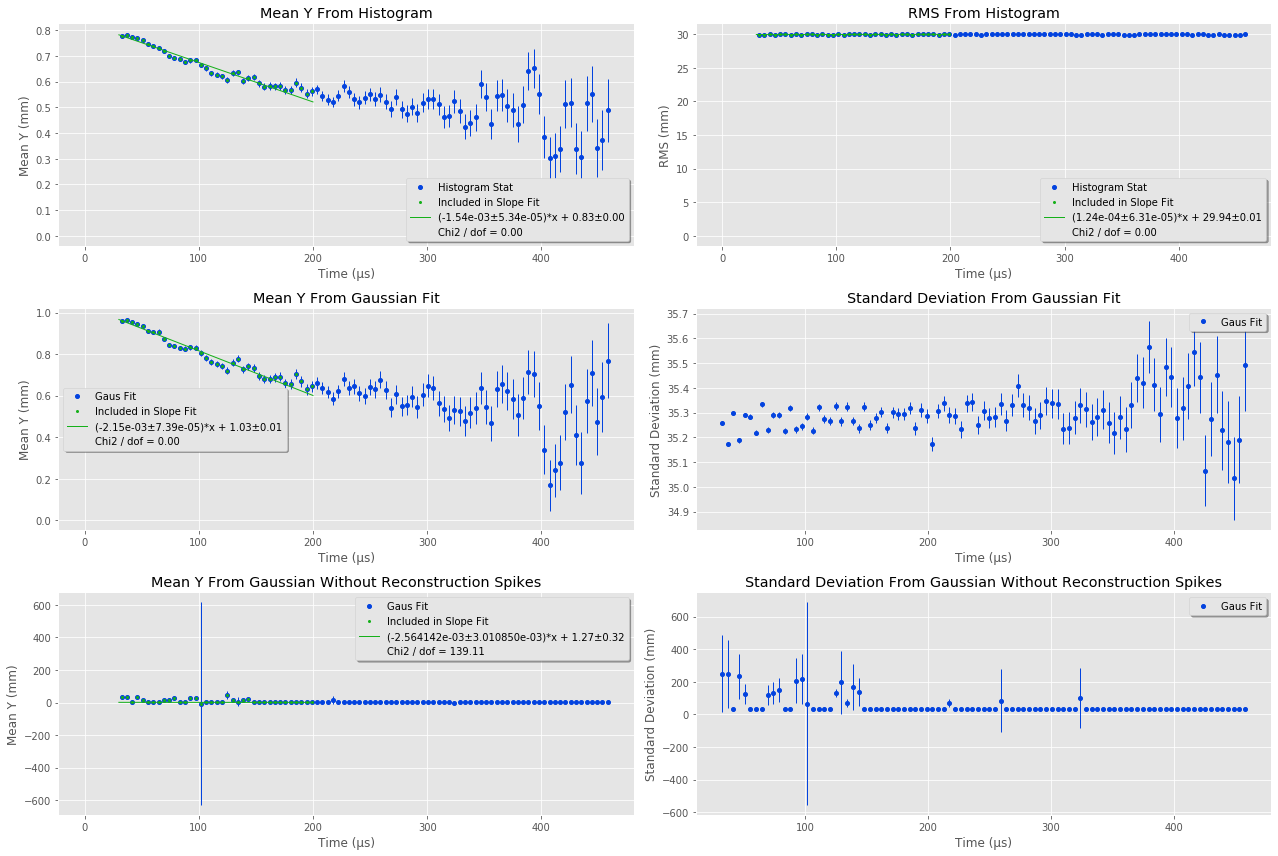 Mean Y From Histogram
Mean Y (mm)
0.8
0.7
0.6
0.5
0.4
0.3
0.2
0.1
0.0
Histogram Stat
Included in Slope Fit
(-1.54e-03±5.34e-05)*x + 0.83±0.00
Chi2 / dof = 0.00
0 100 200 300 400
Time (μs)
RMS From Histogram
RMS (mm)
30
25
20
15
10
5
0
Histogram Stat
Included in Slope Fit
(1.24e-04±6.31e-05)*x + 29.94±0.01
Chi2 / dof = 0.00
0 100 200 300 400
Time (μs)
Mean Y From Gaussian Fit
Mean Y (mm)
1.0
0.8
0.6
0.4
0.2
0.0
Gaus Fit
Included in Slope Fit
(-2.15e-03±7.39e-05)*x + 1.03±0.01
Chi2 / dof = 0.00
0 100 200 300 400
Time (μs)
Standard Deviation From Gaussian Fit
Standard Deviation (mm)
35.7
35.6
35.5
35.4
35.3
35.2
35.1
35.0
34.9
Gaus Fit
100 200 300 400
Time (μs)
Mean Y From Gaussian Without Reconstruction Spikes
Mean Y (mm)
600
400
200
0
−200
−400
−600
Gaus Fit
Included in Slope Fit
(-2.564142e-03±3.010850e-03)*x + 1.27±0.32
Chi2 / dof = 139.11
0 100 200 300 400
Time (μs)
Standard Deviation From Gaussian Without Reconstruction Spikes
Standard Deviation (mm)
600
400
200
0
−200
−400
−600
Gaus Fit
100 200 300 400
Time (μs)